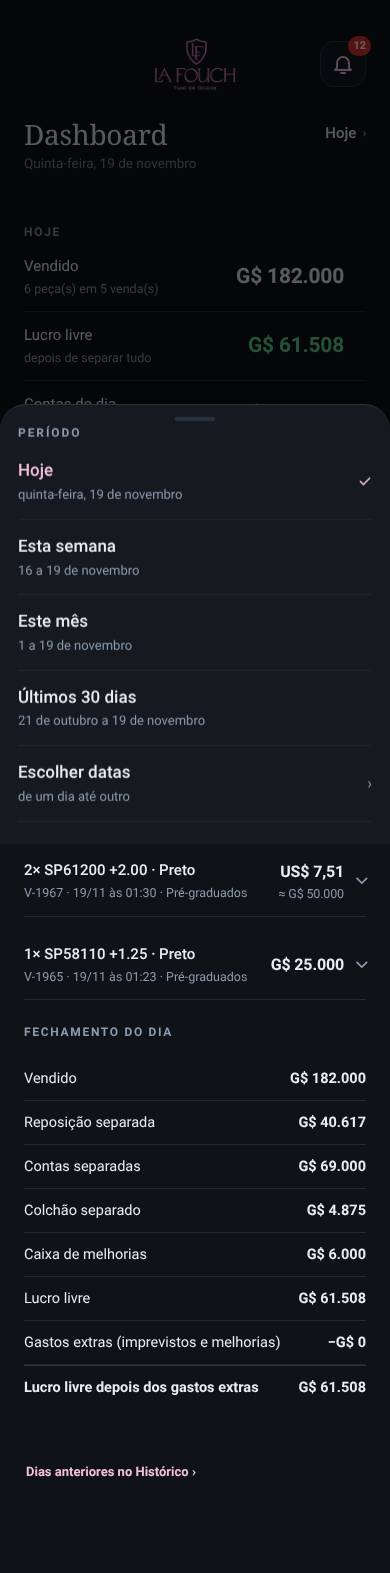 LF
LA FOUCH
12
Dashboard
Hoje ›
Quinta-feira, 19 de novembro
HOJE
Vendido
G$ 182.000
6 peça(s) em 5 venda(s)
Lucro livre
G$ 61.508
depois de separar tudo
Contas do dia
PERÍODO
Hoje
quinta-feira, 19 de novembro
Esta semana
16 a 19 de novembro
Este mês
1 a 19 de novembro
Últimos 30 dias
21 de outubro a 19 de novembro
Escolher datas
de um dia até outro
›
2× SP61200 +2.00 · Preto
US$ 7,51
V-1967 · 19/11 às 01:30 · Pré-graduados
≈ G$ 50.000
1× SP58110 +1.25 · Preto
G$ 25.000
V-1965 · 19/11 às 01:23 · Pré-graduados
FECHAMENTO DO DIA
Vendido G$ 182.000
Reposição separada G$ 40.617
Contas separadas G$ 69.000
Colchão separado G$ 4.875
Caixa de melhorias G$ 6.000
Lucro livre G$ 61.508
Gastos extras (imprevistos e melhorias) −G$ 0
Lucro livre depois dos gastos extras G$ 61.508
Dias anteriores no Histórico ›